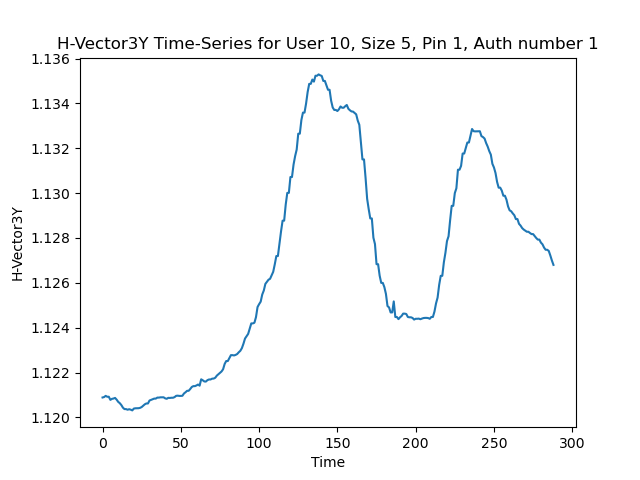 H-Vector3Y Time-Series for User 10, Size 5, Pin 1, Auth number 1
1.136
1.134
1.132
1.130
1.128
1.126
1.124
1.122
1.120
H-Vector3Y
0 50 100 150 200 250 300
Time